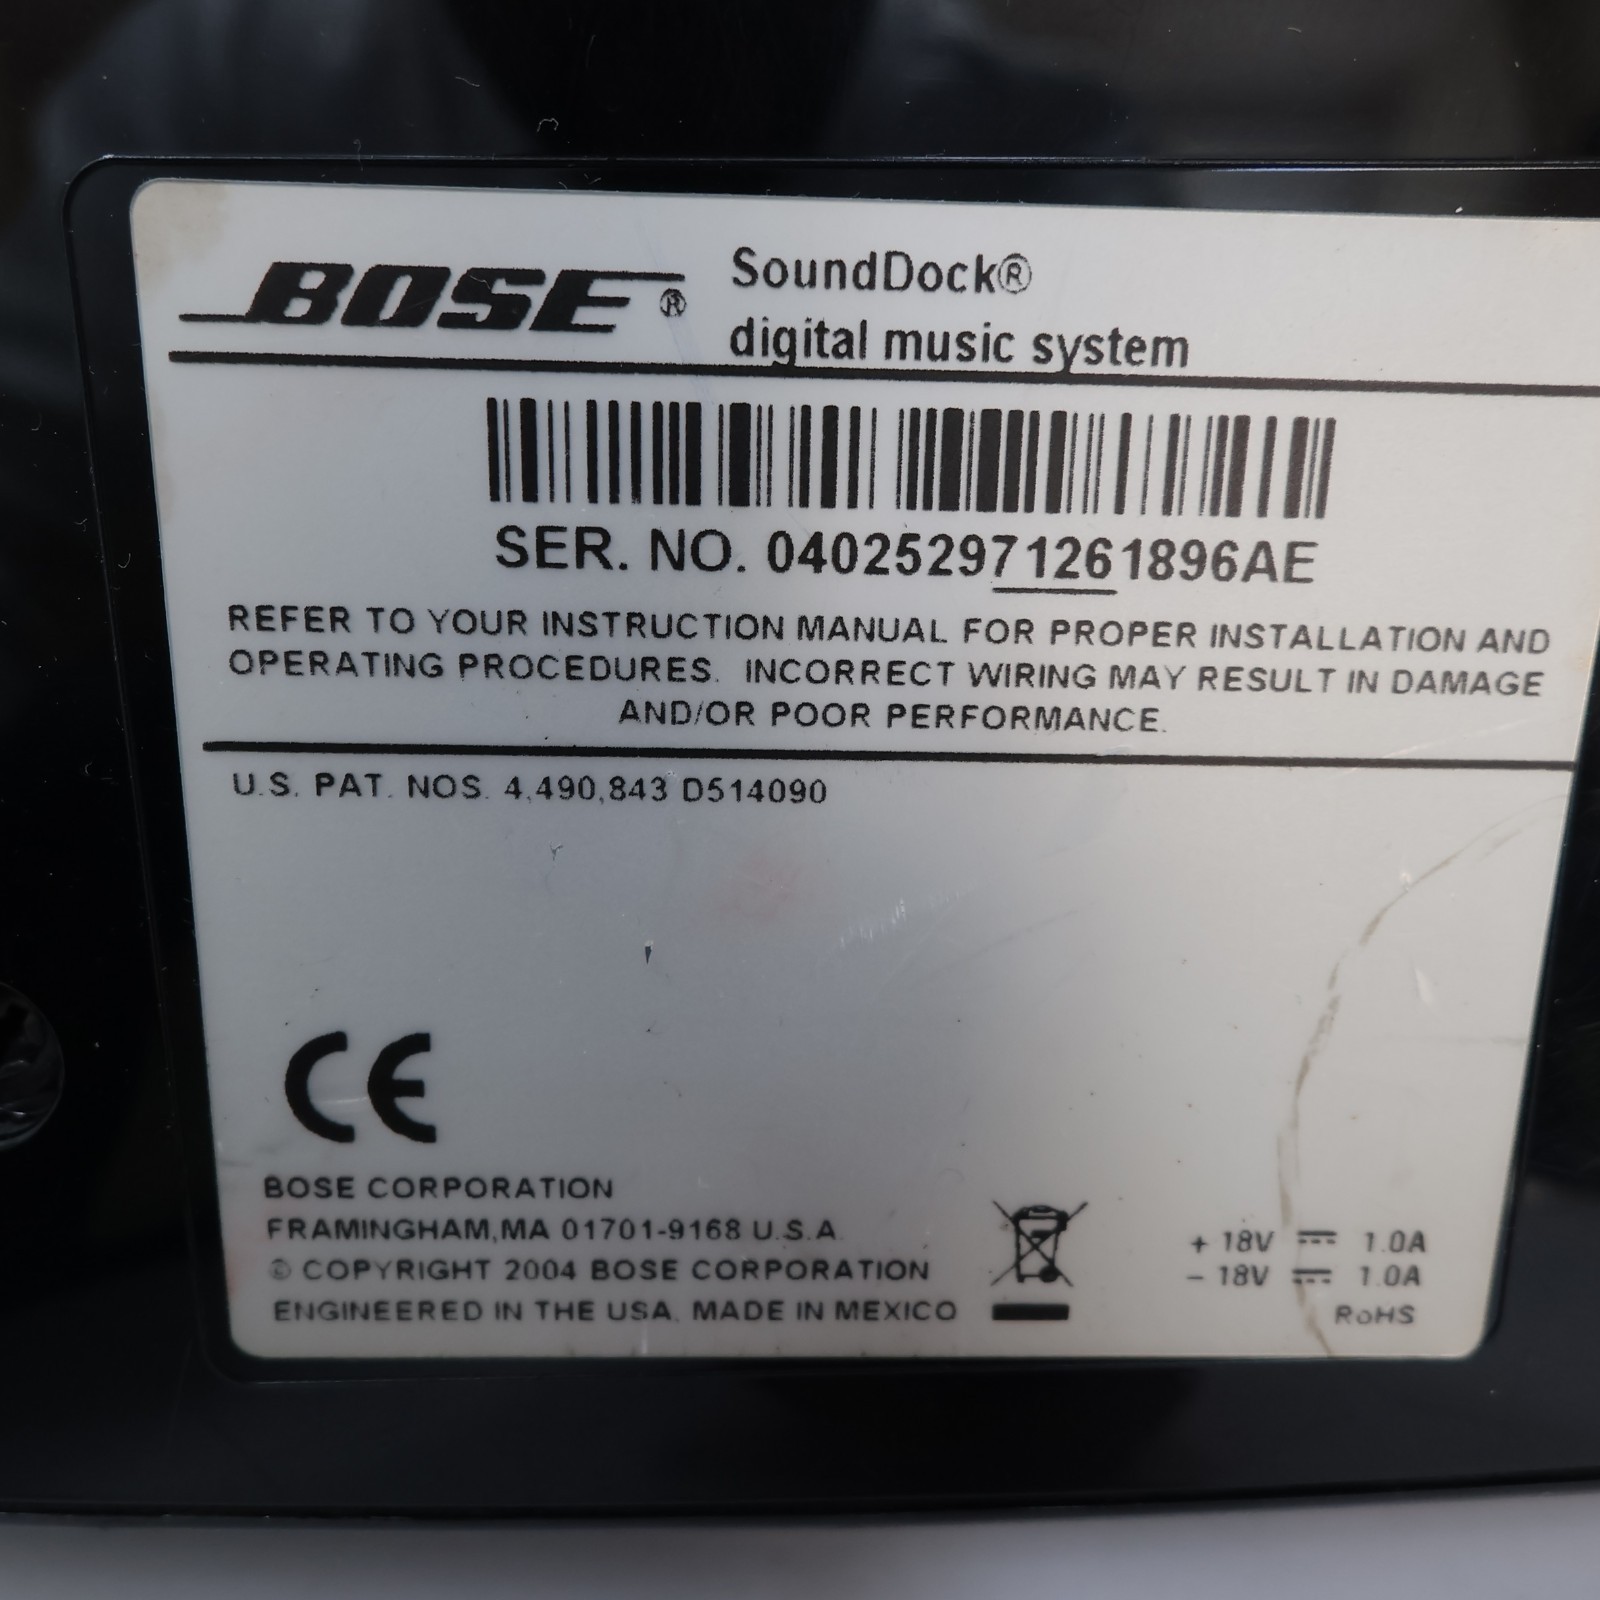 BOSE® SoundDock®
digital music system
SER. NO. 040252971261896AE
REFER TO YOUR INSTRUCTION MANUAL FOR PROPER INSTALLATION AND
OPERATING PROCEDURES. INCORRECT WIRING MAY RESULT IN DAMAGE
AND/OR POOR PERFORMANCE.
U.S. PAT. NOS. 4,490,843 D514090
CE
BOSE CORPORATION
FRAMINGHAM,MA 01701-9168 U.S.A.
© COPYRIGHT 2004 BOSE CORPORATION
ENGINEERED IN THE USA, MADE IN MEXICO
+ 18V ⎓ 1.0A
- 18V ⎓ 1.0A
RoHS